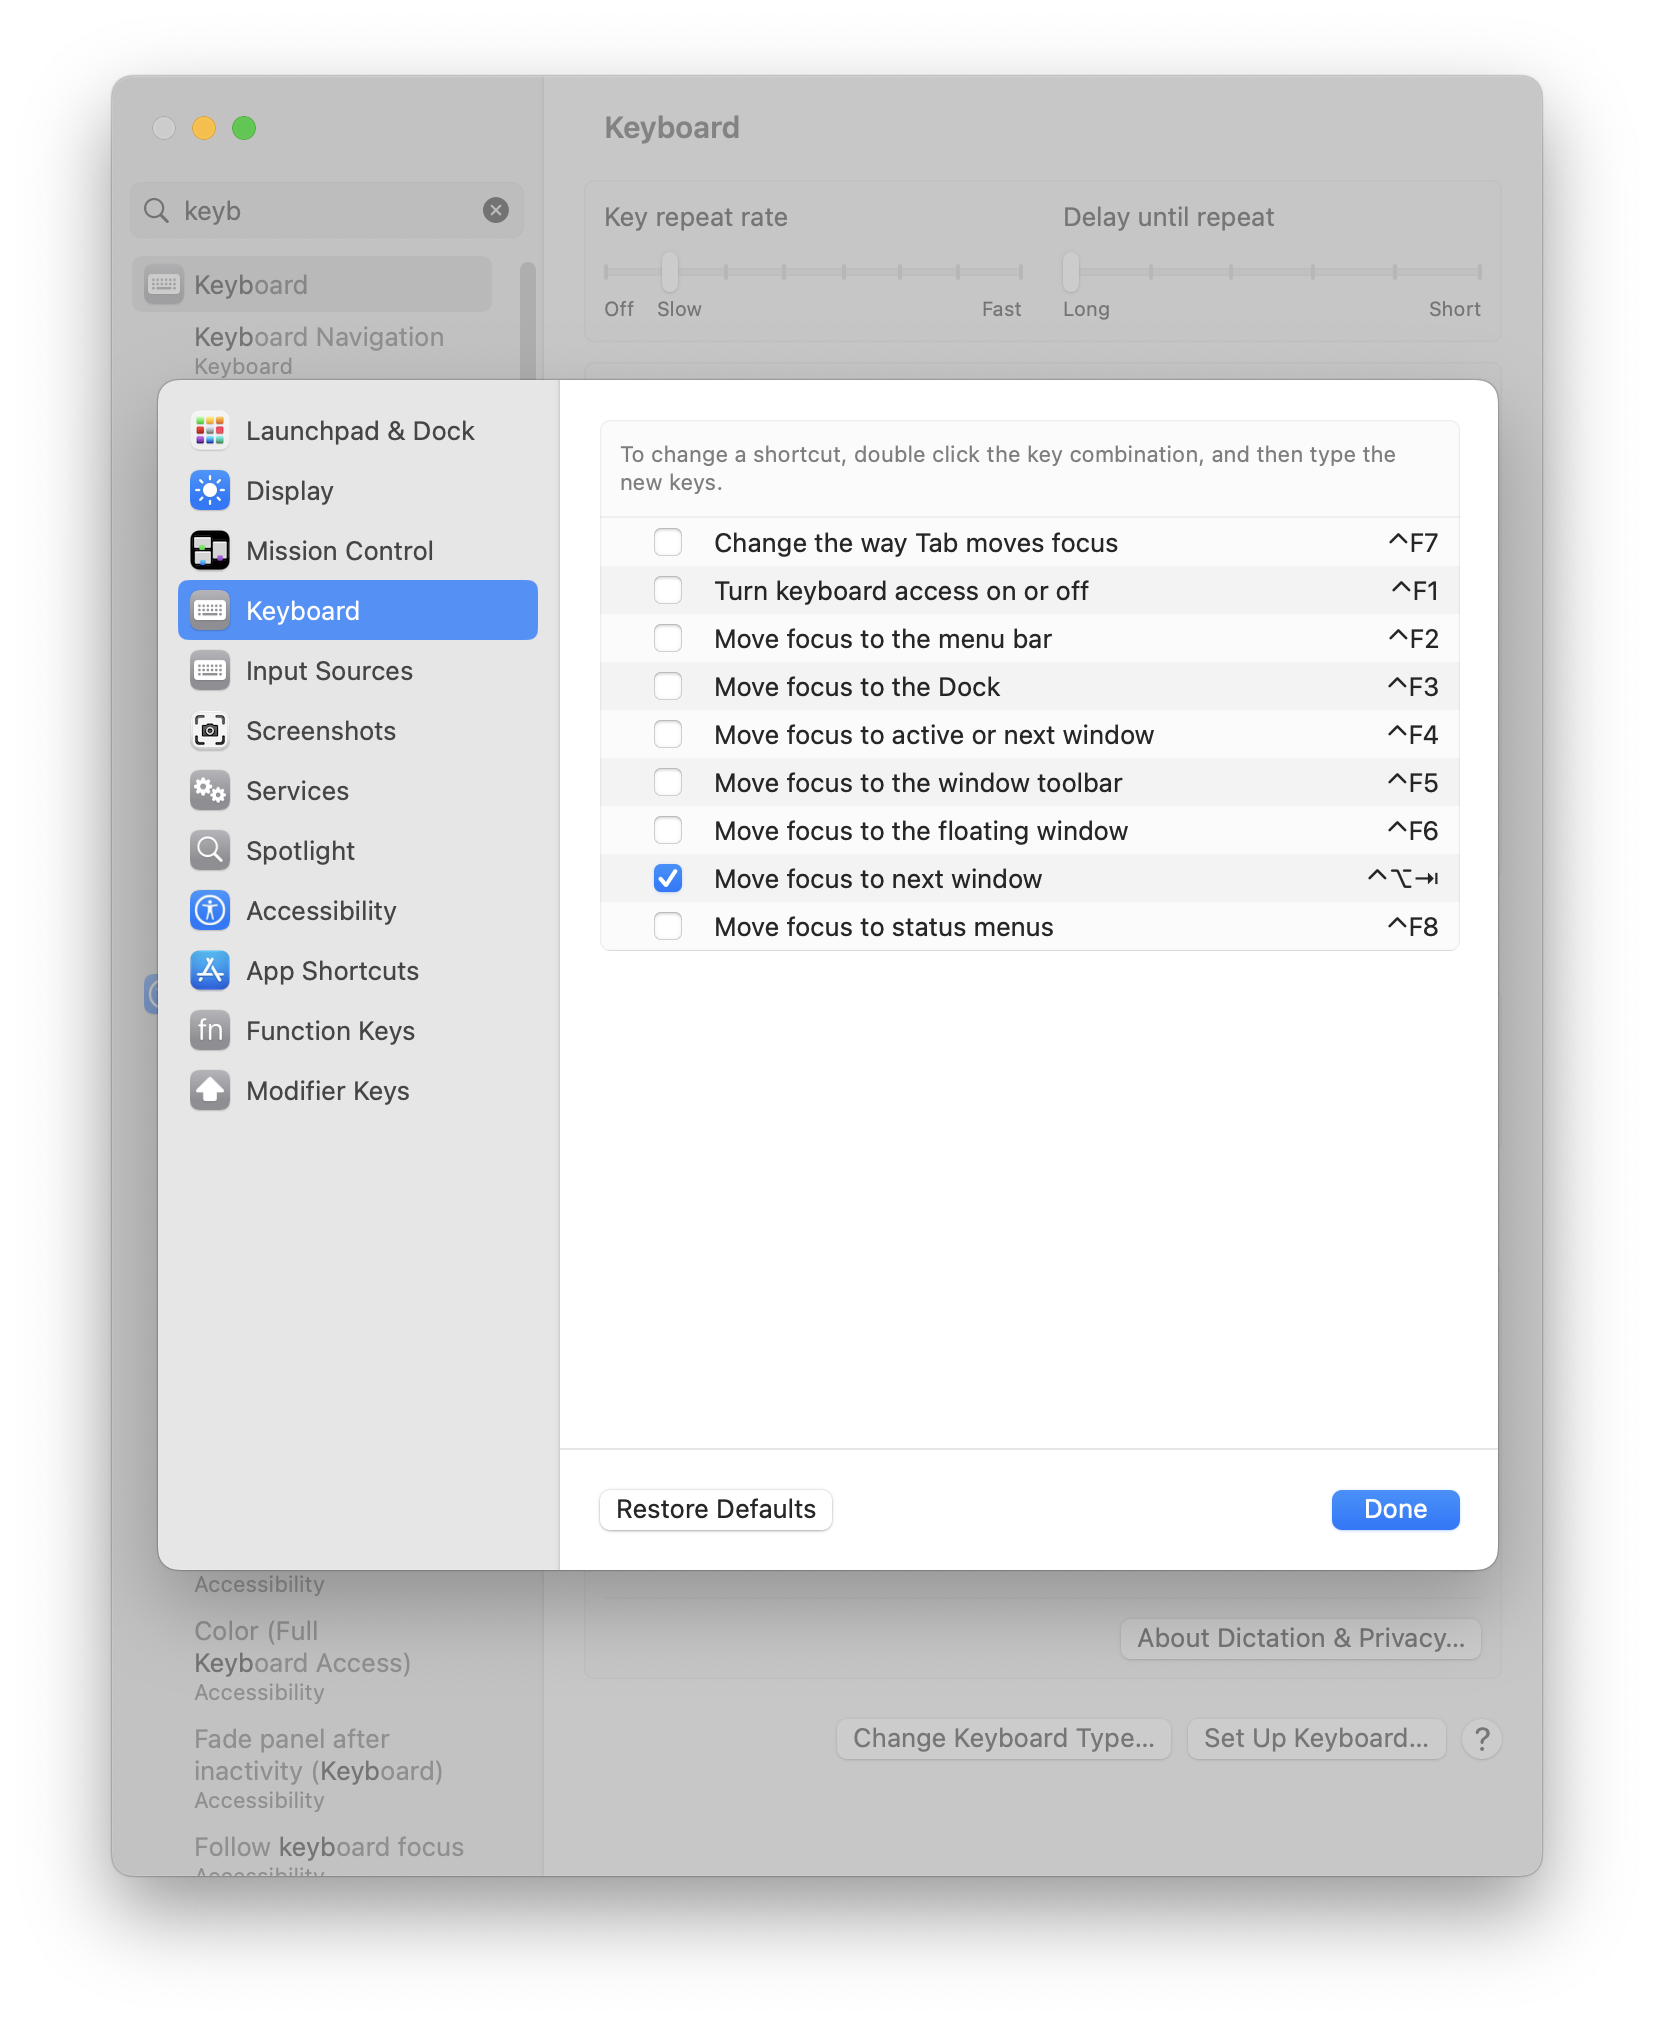 Keyboard
keyb
Key repeat rate
Delay until repeat
Off Slow Fast
Long Short
Keyboard
Keyboard Navigation
Keyboard
Launchpad & Dock
Display
Mission Control
Keyboard
Input Sources
Screenshots
Services
Spotlight
Accessibility
App Shortcuts
fn Function Keys
Modifier Keys
To change a shortcut, double click the key combination, and then type the
new keys.
Change the way Tab moves focus ^F7
Turn keyboard access on or off ^F1
Move focus to the menu bar ^F2
Move focus to the Dock ^F3
Move focus to active or next window ^F4
Move focus to the window toolbar ^F5
Move focus to the floating window ^F6
Move focus to next window ^⌥⇥
Move focus to status menus ^F8
Restore Defaults
Done
Accessibility
Color (Full
Keyboard Access)
Accessibility
Fade panel after
inactivity (Keyboard)
Accessibility
Follow keyboard focus
Accessibility
About Dictation & Privacy...
Change Keyboard Type...
Set Up Keyboard...
?